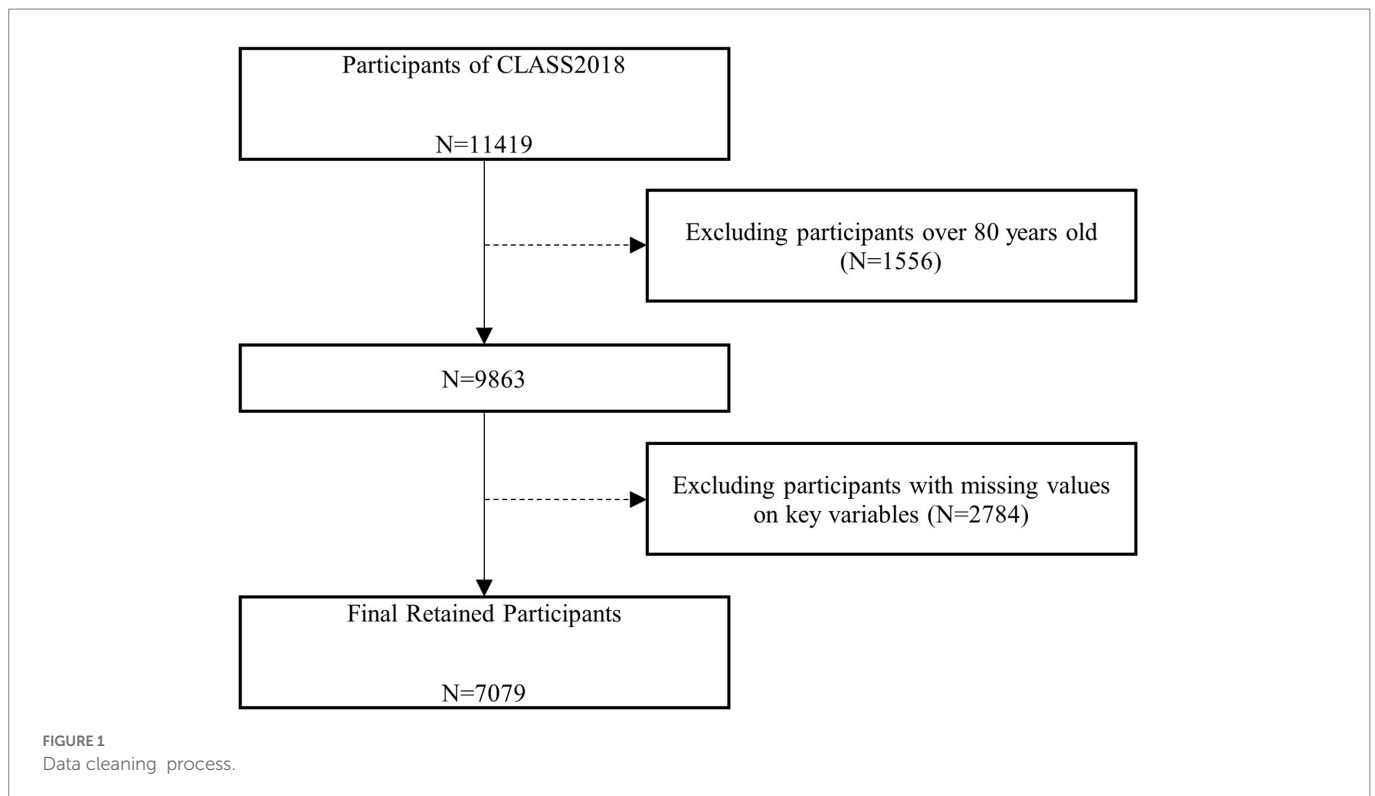 Participants of CLASS2018
N=11419
Excluding participants over 80 years old
(N=1556)
N=9863
Excluding participants with missing values
on key variables (N=2784)
Final Retained Participants
N=7079
FIGURE 1
Data cleaning process.